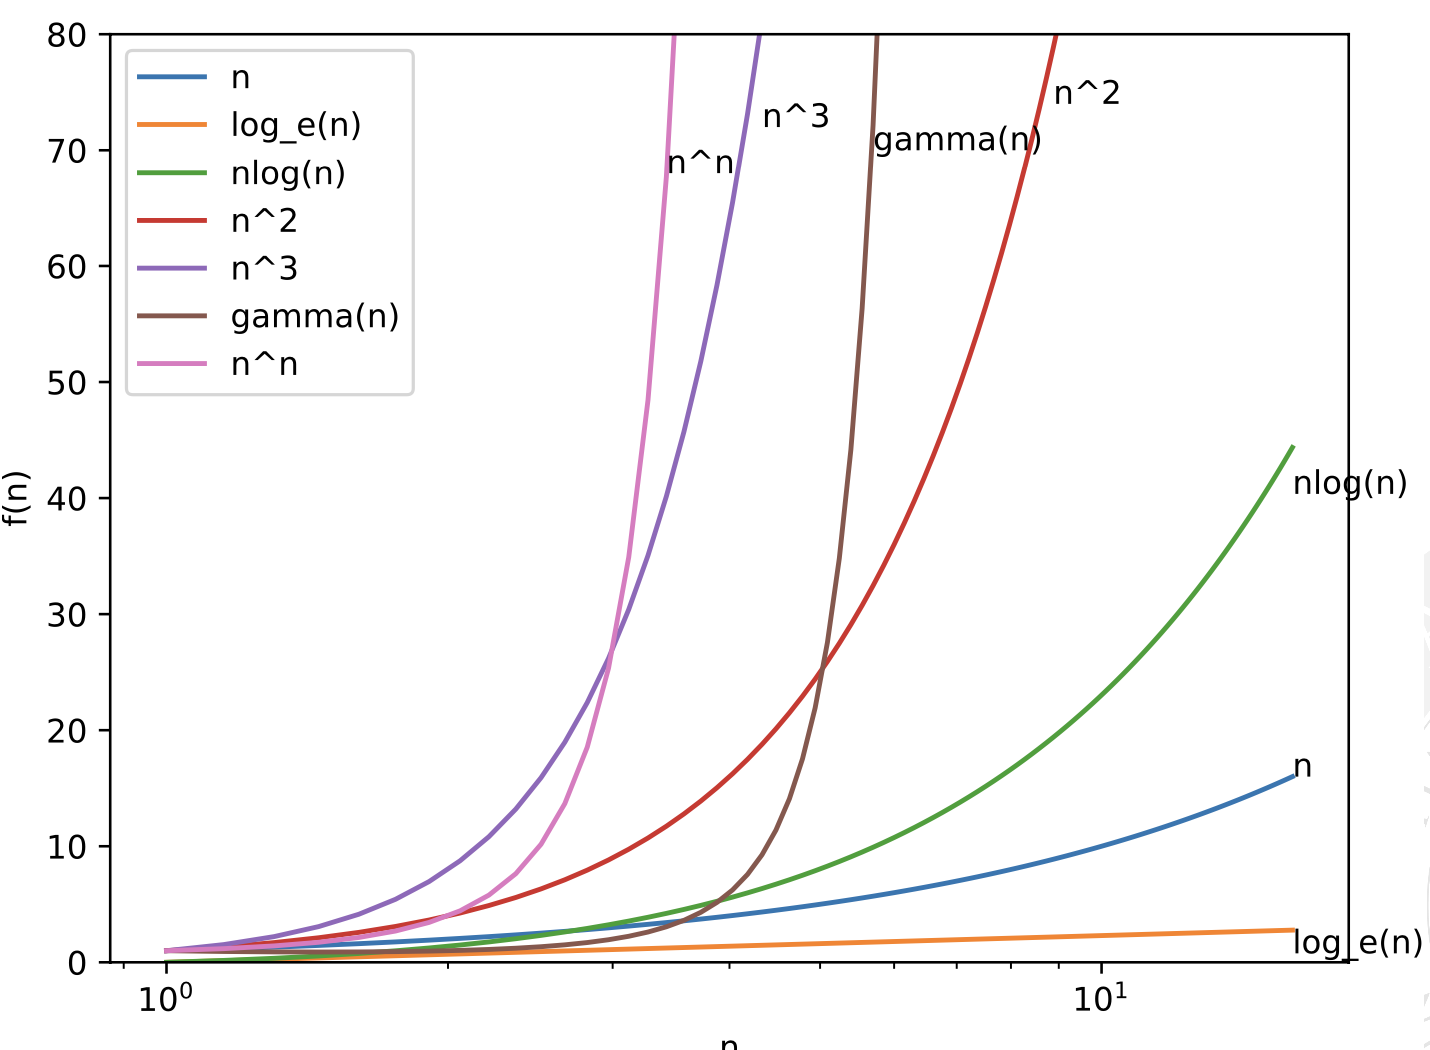 80
70
60
50
40
30
20
10
0
f(n)
n
log_e(n)
nlog(n)
n^2
n^3
gamma(n)
n^n
n^2
n^3
gamma(n)
n^n
nlog(n)
n
log_e(n)
10⁰
10¹
n